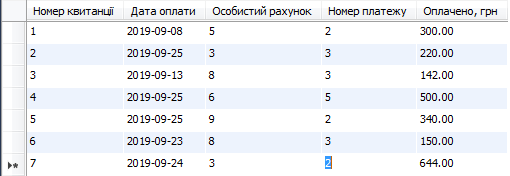 Номер квитанції Дата оплати Особистий рахунок Номер платежу Оплачено, грн
1 2019-09-08 5 2 300.00
2 2019-09-25 3 3 220.00
3 2019-09-13 8 3 142.00
4 2019-09-25 6 5 500.00
5 2019-09-25 9 2 340.00
6 2019-09-23 8 3 150.00
7 2019-09-24 3 2 644.00